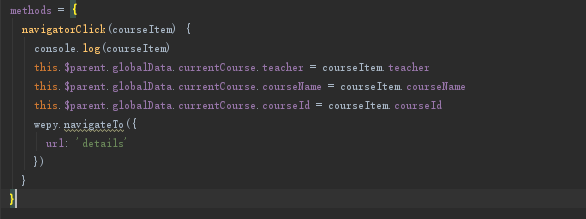 methods = {
  navigatorClick(courseItem) {
    console.log(courseItem)
    this.$parent.globalData.currentCourse.teacher = courseItem.teacher
    this.$parent.globalData.currentCourse.courseName = courseItem.courseName
    this.$parent.globalData.currentCourse.courseId = courseItem.courseId
    wepy.navigateTo({
      url: 'details'
    })
  }
}